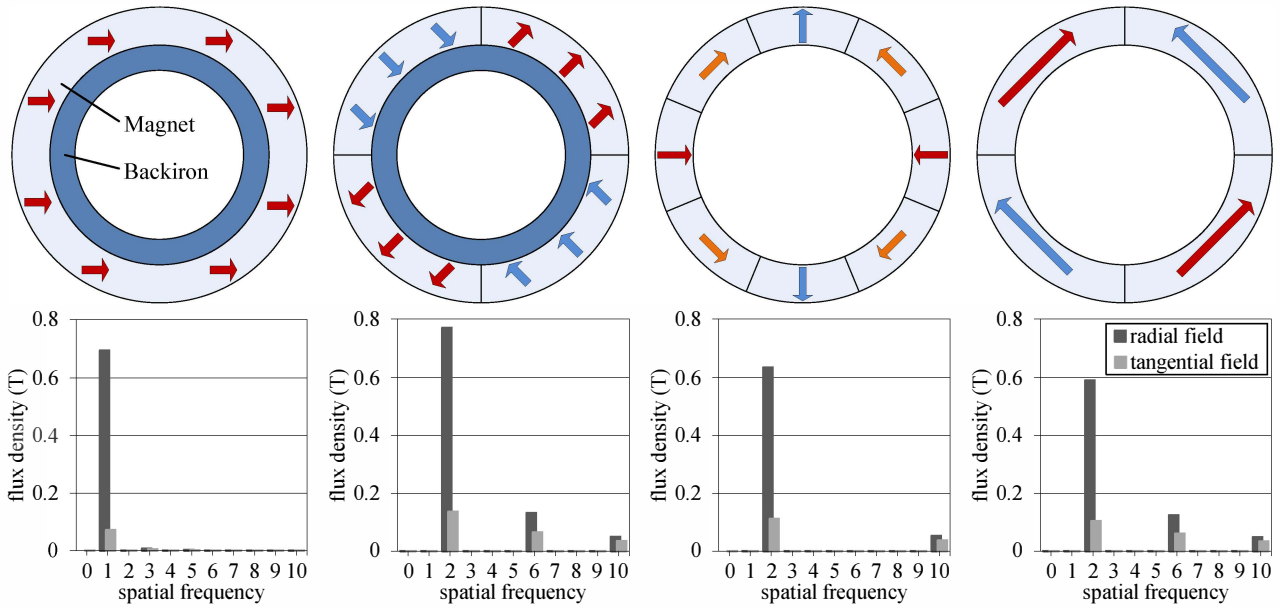 Magnet
Backiron
0.8
0.6
0.4
0.2
0
flux density (T)
0 1 2 3 4 5 6 7 8 9 10
spatial frequency
0.8
0.6
0.4
0.2
0
flux density (T)
0 1 2 3 4 5 6 7 8 9 10
spatial frequency
0.8
0.6
0.4
0.2
0
flux density (T)
0 1 2 3 4 5 6 7 8 9 10
spatial frequency
0.8
0.6
0.4
0.2
0
flux density (T)
radial field
tangential field
0 1 2 3 4 5 6 7 8 9 10
spatial frequency